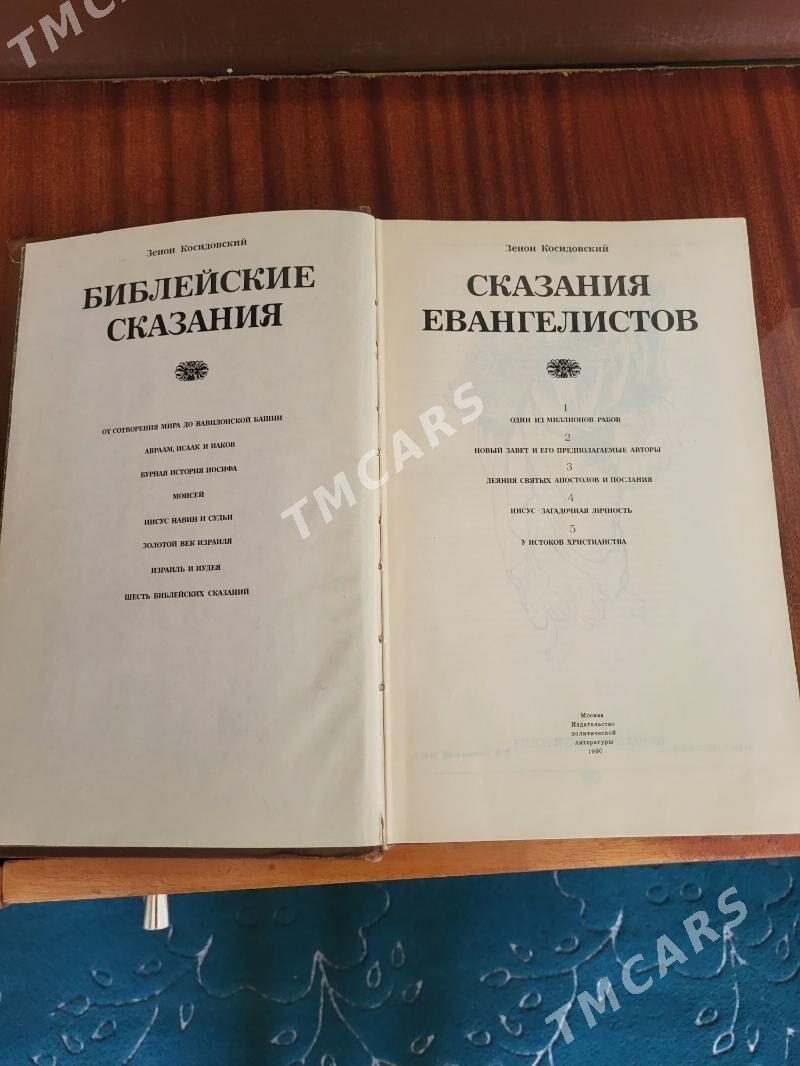 TMCARS
Зенон Косидовский
БИБЛЕЙСКИЕ
СКАЗАНИЯ
ОТ СОТВОРЕНИЯ МИРА ДО ВАВИЛОНСКОЙ БАШНИ
АВРААМ, ИСААК И ИАКОВ
БУРНАЯ ИСТОРИЯ ИОСИФА
МОИСЕЙ
ИИСУС НАВИН И СУДЬИ
ЗОЛОТОЙ ВЕК ИЗРАИЛЯ
ИЗРАИЛЬ И ИУДЕЯ
ШЕСТЬ БИБЛЕЙСКИХ СКАЗАНИЙ
Зенон Косидовский
СКАЗАНИЯ
ЕВАНГЕЛИСТОВ
1
ОДИН ИЗ МИЛЛИОНОВ РАБОВ
2
НОВЫЙ ЗАВЕТ И ЕГО ПРЕДПОЛАГАЕМЫЕ АВТОРЫ
3
ДЕЯНИЯ СВЯТЫХ АПОСТОЛОВ И ПОСЛАНИЯ
4
ИИСУС - ЗАГАДОЧНАЯ ЛИЧНОСТЬ
5
У ИСТОКОВ ХРИСТИАНСТВА
Москва
Издательство
политической
литературы
1990
TMCARS
TMCARS